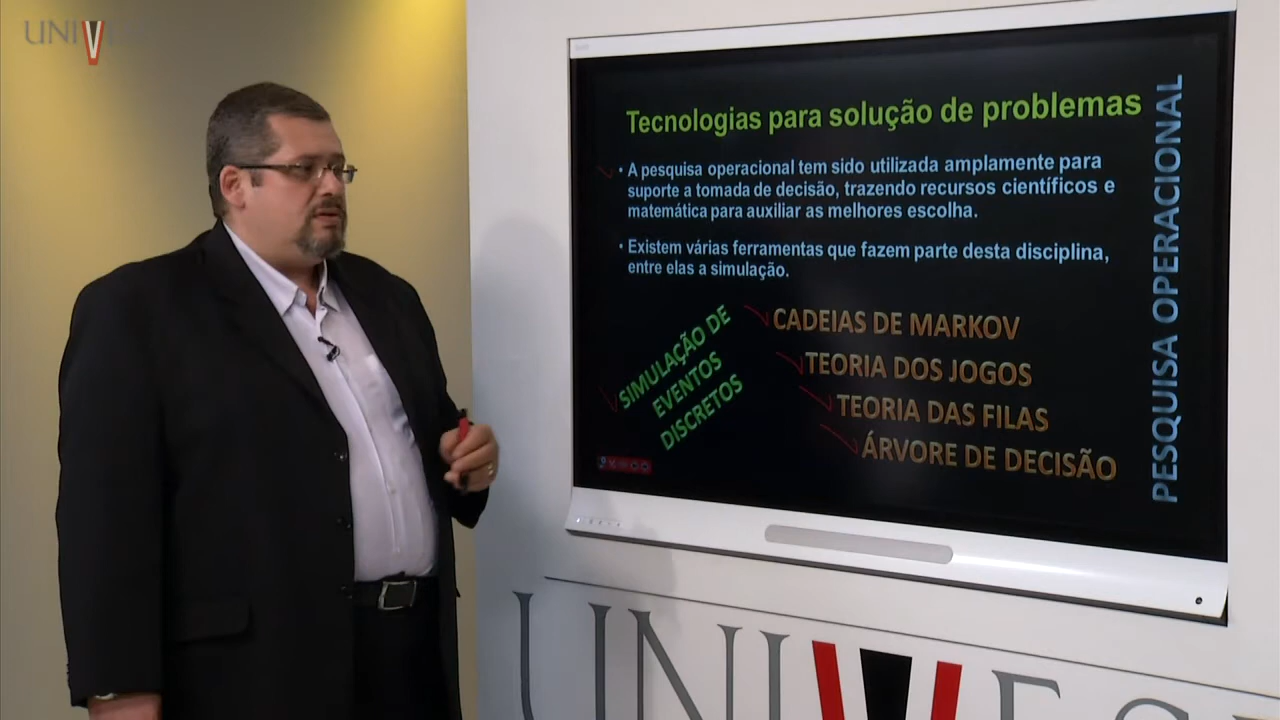 UNIV
Tecnologias para solução de problemas
• A pesquisa operacional tem sido utilizada amplamente para
suporte a tomada de decisão, trazendo recursos científicos e
matemática para auxiliar as melhores escolha.
• Existem várias ferramentas que fazem parte desta disciplina,
entre elas a simulação.
SIMULAÇÃO DE
EVENTOS
DISCRETOS
CADEIAS DE MARKOV
TEORIA DOS JOGOS
TEORIA DAS FILAS
ÁRVORE DE DECISÃO
PESQUISA OPERACIONAL
UNIVES